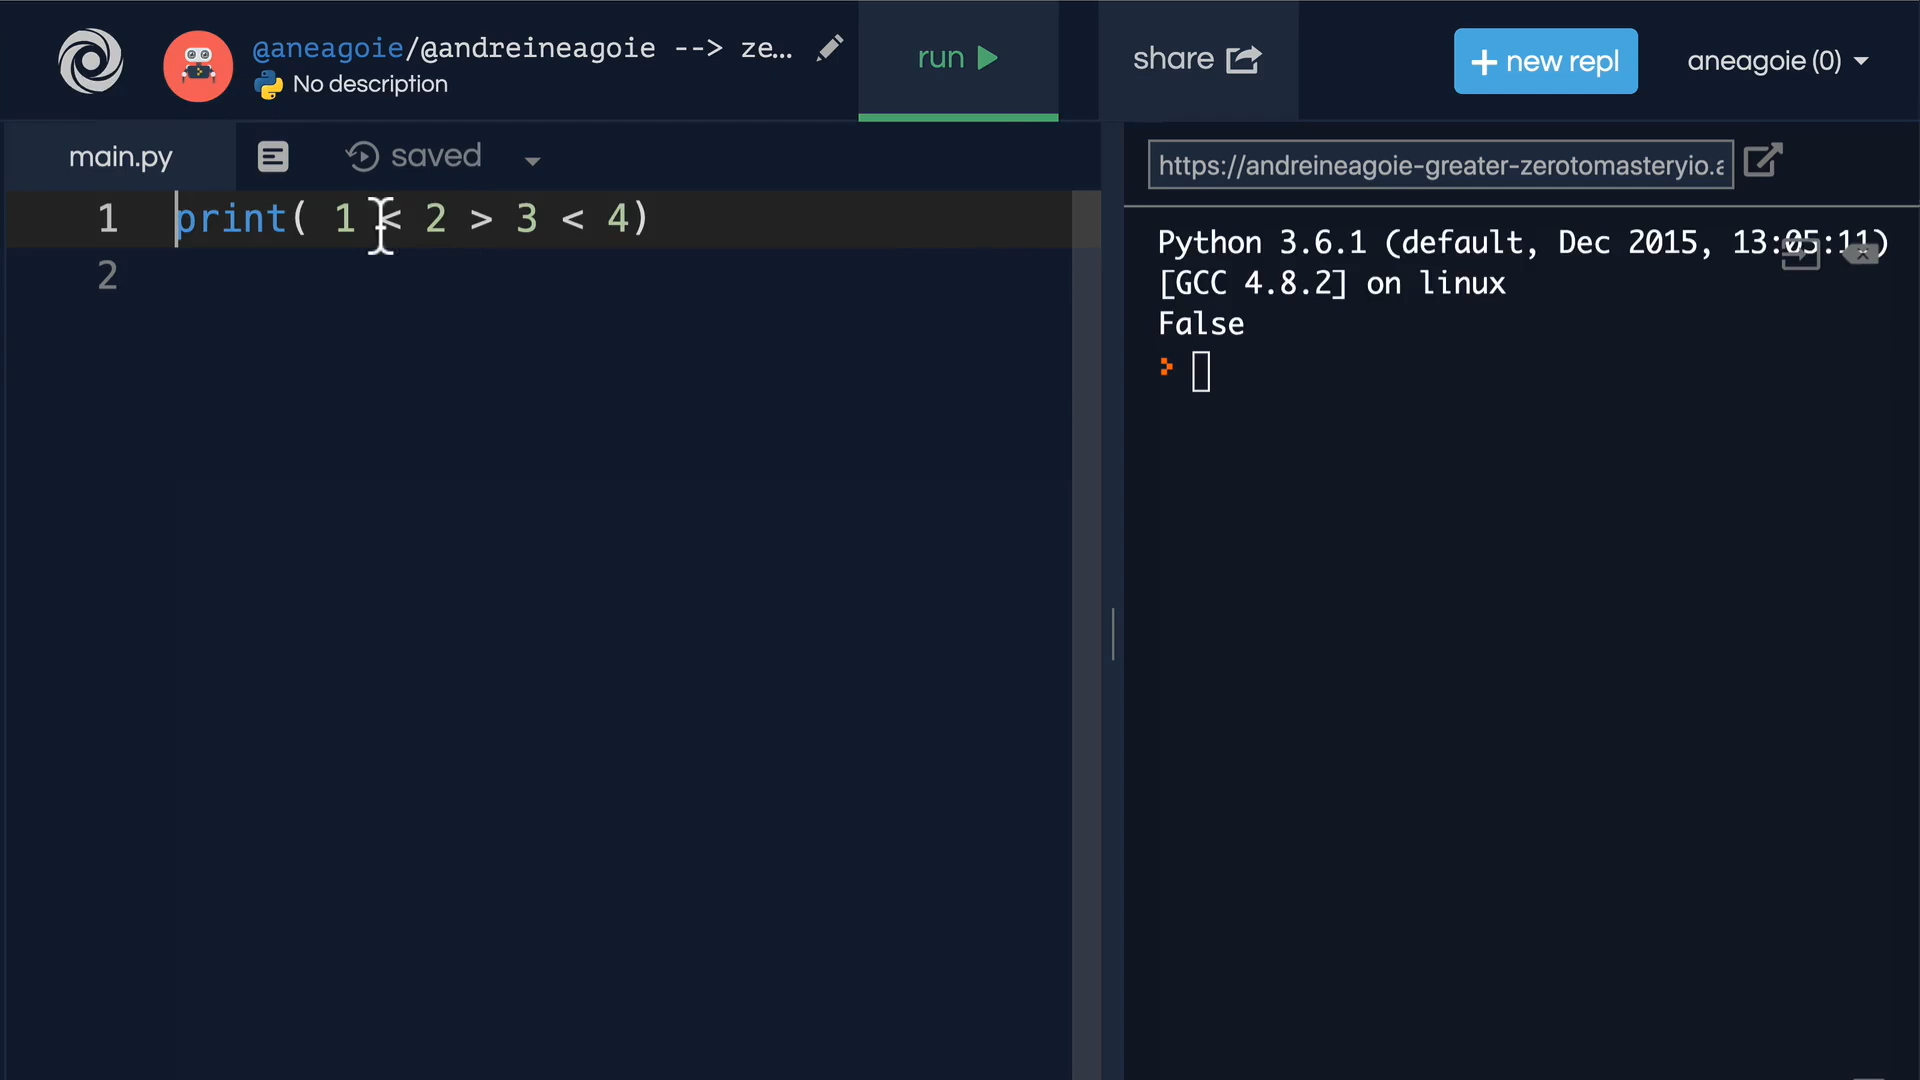 @aneagoie/@andreineagoie --> ze...
No description
run
share
+ new repl
aneagoie (0)
main.py
saved
https://andreineagoie-greater-zerotomasteryio.
1 print( 1 < 2 > 3 < 4)
2
Python 3.6.1 (default, Dec 2015, 13:05:11)
[GCC 4.8.2] on linux
False